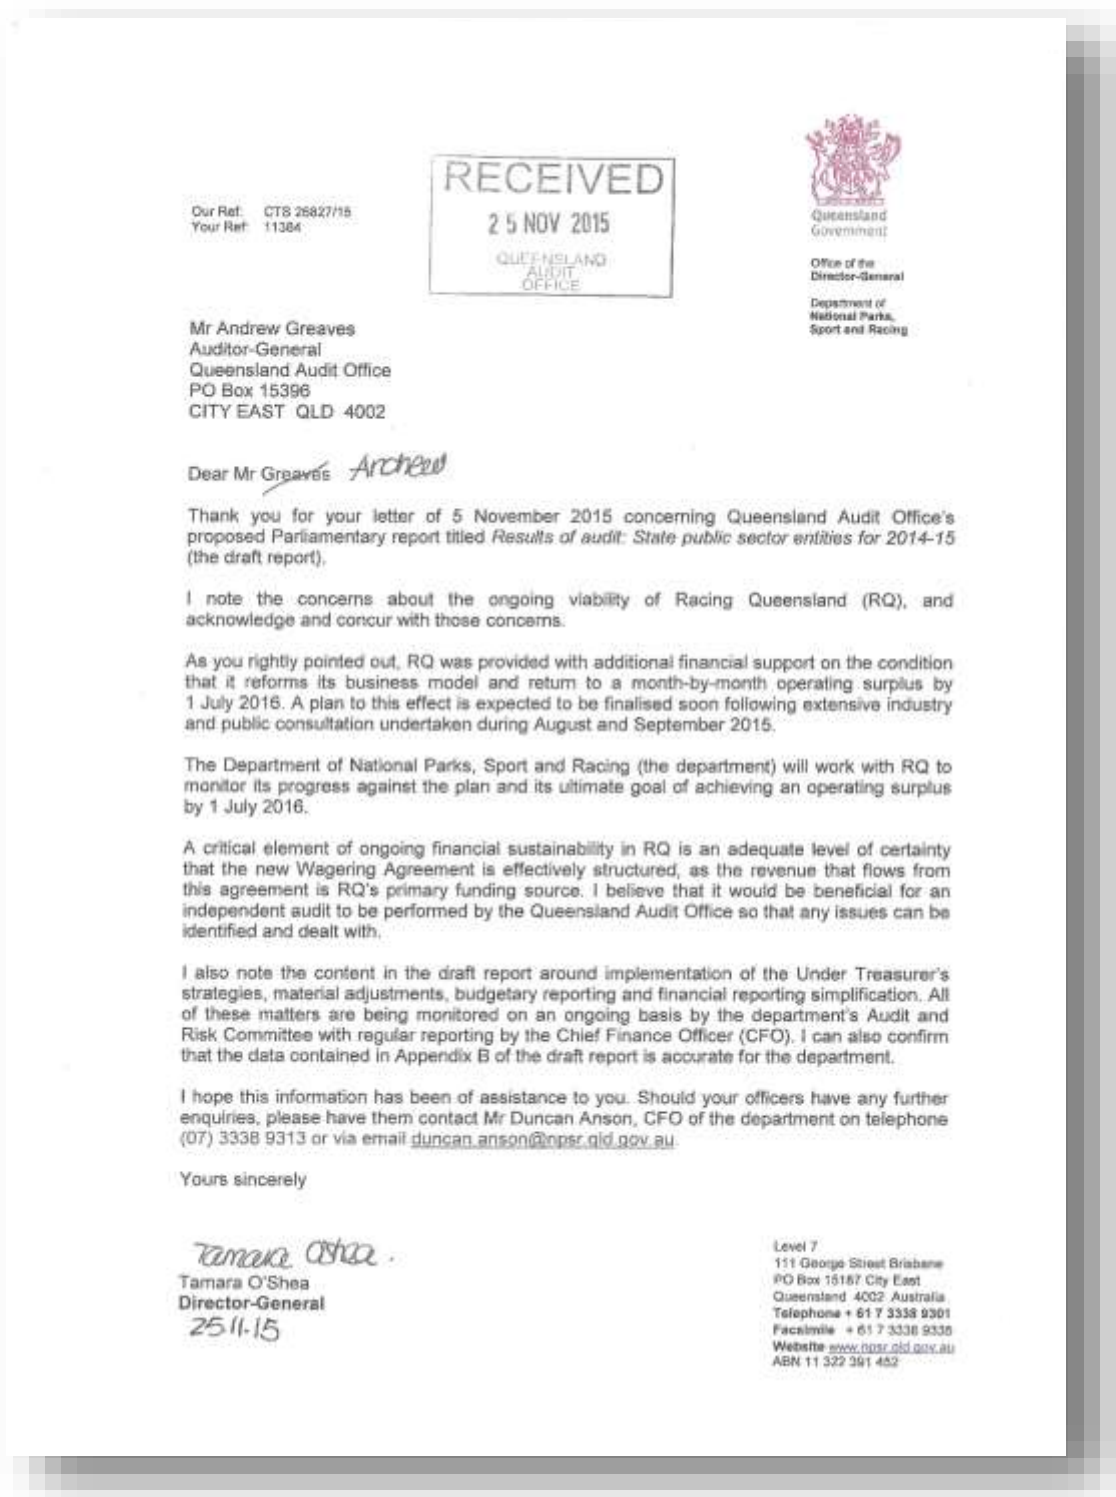 RECEIVED
25 NOV 2015
QUEENSLAND
AUDIT
OFFICE
Our Ref: CTS 26827/15
Your Ref: 11384
Queensland
Government
Office of the
Director-General
Department of
National Parks,
Sport and Racing
Mr Andrew Greaves
Auditor-General
Queensland Audit Office
PO Box 15396
CITY EAST QLD 4002
Dear Mr Greaves
Thank you for your letter of 5 November 2015 concerning Queensland Audit Office's
proposed Parliamentary report titled Results of audit: State public sector entities for 2014-15
(the draft report).
I note the concerns about the ongoing viability of Racing Queensland (RQ), and
acknowledge and concur with those concerns.
As you rightly pointed out, RQ was provided with additional financial support on the condition
that it reforms its business model and return to a month-by-month operating surplus by
1 July 2016. A plan to this effect is expected to be finalised soon following extensive industry
and public consultation undertaken during August and September 2015.
The Department of National Parks, Sport and Racing (the department) will work with RQ to
monitor its progress against the plan and its ultimate goal of achieving an operating surplus
by 1 July 2016.
A critical element of ongoing financial sustainability in RQ is an adequate level of certainty
that the new Wagering Agreement is effectively structured, as the revenue that flows from
this agreement is RQ's primary funding source. I believe that it would be beneficial for an
independent audit to be performed by the Queensland Audit Office so that any issues can be
identified and dealt with.
I also note the content in the draft report around implementation of the Under Treasurer's
strategies, material adjustments, budgetary reporting and financial reporting simplification. All
of these matters are being monitored on an ongoing basis by the department's Audit and
Risk Committee with regular reporting by the Chief Finance Officer (CFO). I can also confirm
that the data contained in Appendix B of the draft report is accurate for the department.
I hope this information has been of assistance to you. Should your officers have any further
enquiries, please have them contact Mr Duncan Anson, CFO of the department on telephone
(07) 3338 9313 or via email duncan.anson@npsr.qld.gov.au.
Yours sincerely
Tamara O'Shea.
Tamara O'Shea
Director-General
25.11.15
Level 7
111 George Street Brisbane
PO Box 15187 City East
Queensland 4002 Australia
Telephone + 61 7 3338 9301
Facsimile + 61 7 3338 9335
Website www.npsr.qld.gov.au
ABN 11 322 391 452